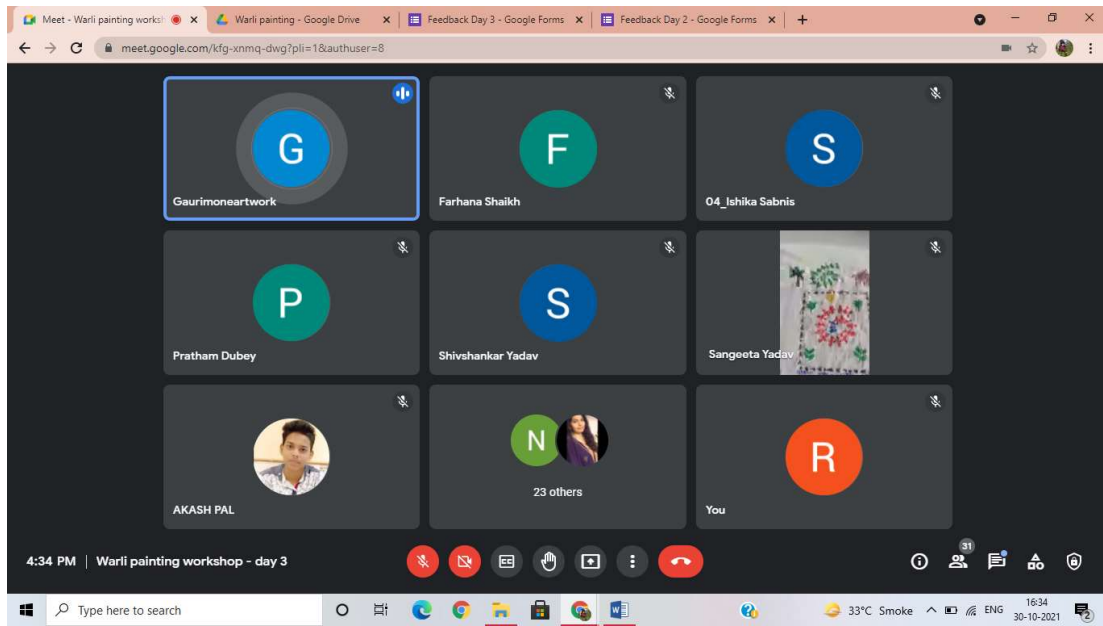 Meet - Warli painting works
Warli painting - Google Drive
Feedback Day 3 - Google Forms
Feedback Day 2 - Google Forms
meet.google.com/kfg-xnmq-dwg?pli=1&authuser=8
G
Gaurimoneartwork
F
Farhana Shaikh
S
04_Ishika Sabnis
P
Pratham Dubey
S
Shivshankar Yadav
Sangeeta Yadav
AKASH PAL
N
23 others
R
You
4:34 PM | Warli painting workshop - day 3
31
Type here to search
33°C Smoke
ENG
16:34
30-10-2021
2